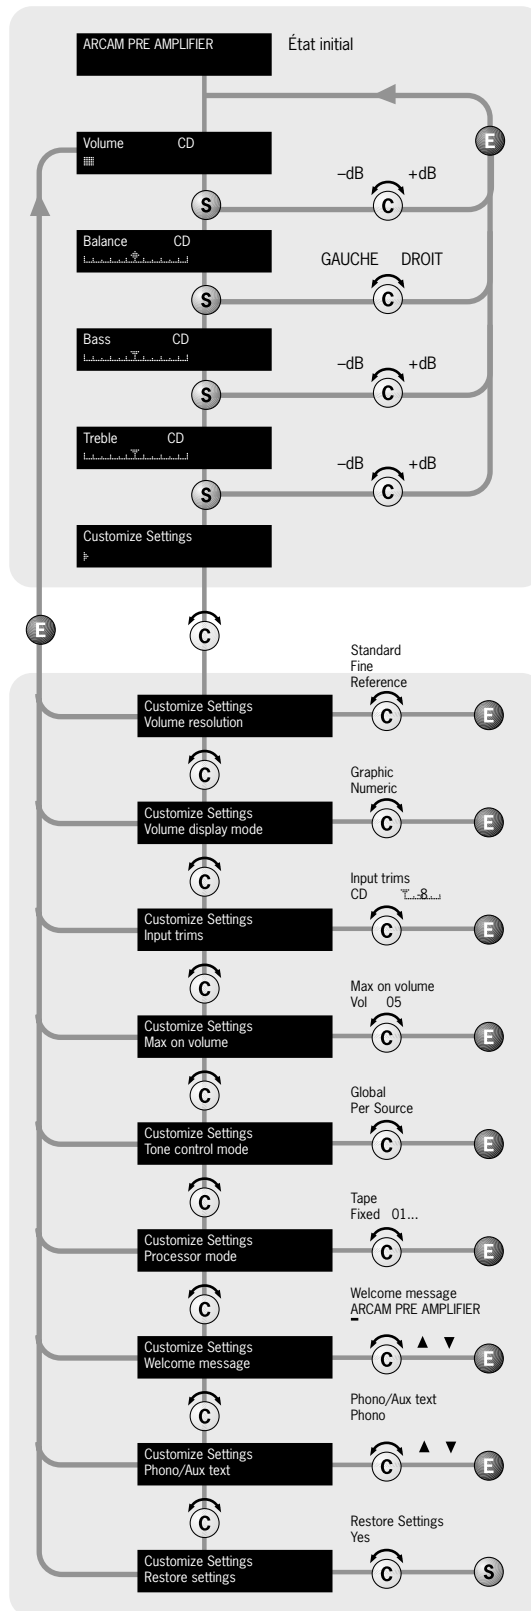 ARCAM PRE AMPLIFIER
État initial
Volume CD
E
–dB +dB
S
C
Balance CD
GAUCHE DROIT
S
C
Bass CD
–dB +dB
S
C
Treble CD
–dB +dB
S
C
Customize Settings
E
C
Standard
Fine
Reference
Customize Settings
Volume resolution
C
E
C
Graphic
Numeric
Customize Settings
Volume display mode
C
E
C
Input trims
CD -8
Customize Settings
Input trims
C
E
C
Max on volume
Vol 05
Customize Settings
Max on volume
C
E
C
Global
Per Source
Customize Settings
Tone control mode
C
E
C
Tape
Fixed 01...
Customize Settings
Processor mode
C
E
C
Welcome message
ARCAM PRE AMPLIFIER
Customize Settings
Welcome message
C ▲ ▼
E
C
Phono/Aux text
Phono
Customize Settings
Phono/Aux text
C ▲ ▼
E
C
Restore Settings
Yes
Customize Settings
Restore settings
C
S